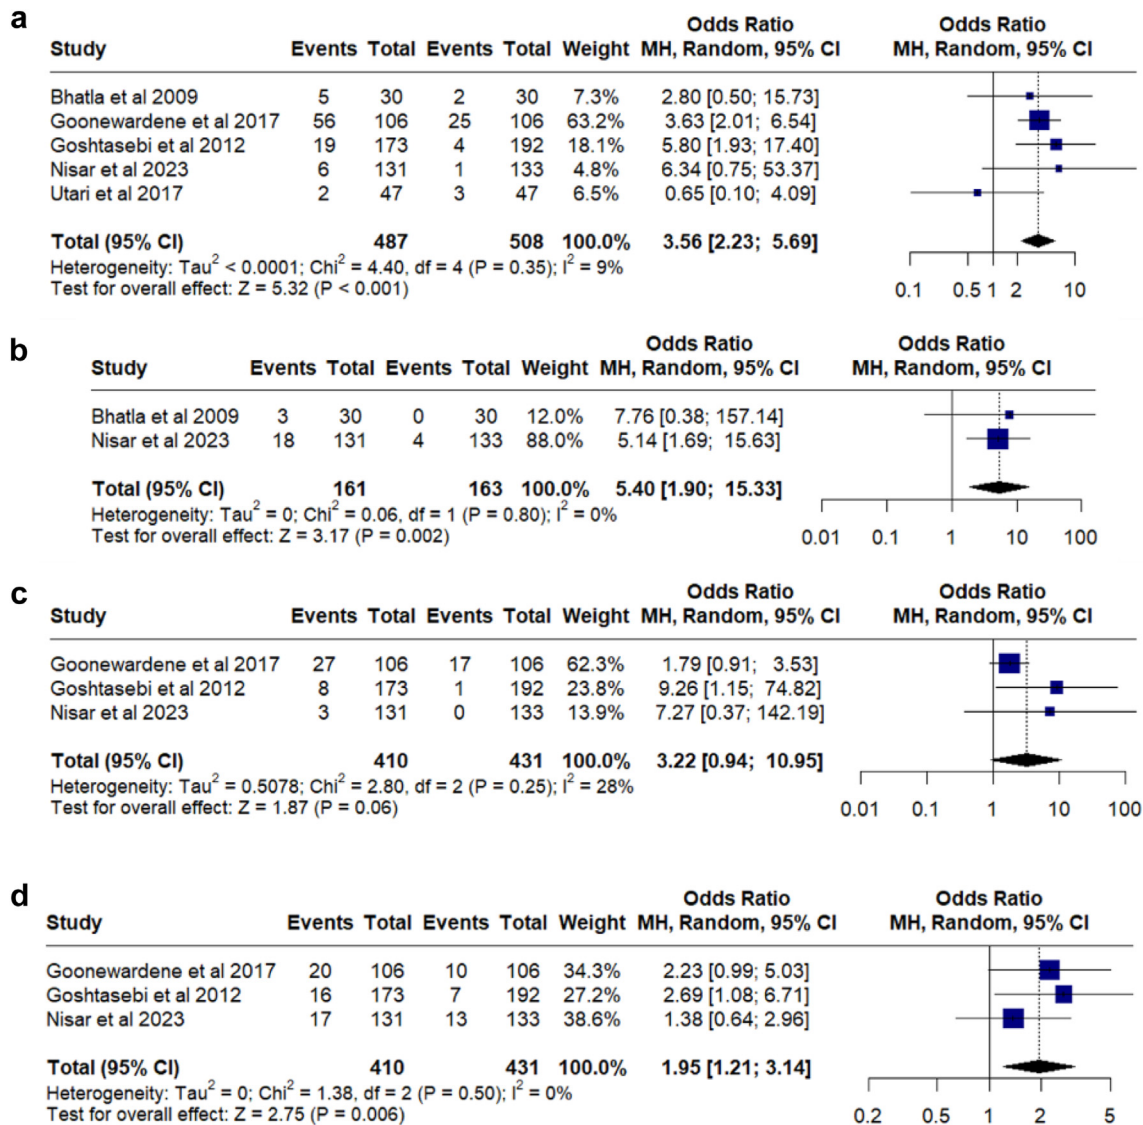 a
Odds Ratio Odds Ratio
Study Events Total Events Total Weight MH, Random, 95% CI MH, Random, 95% CI
Bhatla et al 2009 5 30 2 30 7.3% 2.80 [0.50; 15.73]
Goonewardene et al 2017 56 106 25 106 63.2% 3.63 [2.01; 6.54]
Goshtasebi et al 2012 19 173 4 192 18.1% 5.80 [1.93; 17.40]
Nisar et al 2023 6 131 1 133 4.8% 6.34 [0.75; 53.37]
Utari et al 2017 2 47 3 47 6.5% 0.65 [0.10; 4.09]
Total (95% CI) 487 508 100.0% 3.56 [2.23; 5.69]
Heterogeneity: Tau² < 0.0001; Chi² = 4.40, df = 4 (P = 0.35); I² = 9%
Test for overall effect: Z = 5.32 (P < 0.001)
0.1 0.5 1 2 10
b
Odds Ratio Odds Ratio
Study Events Total Events Total Weight MH, Random, 95% CI MH, Random, 95% CI
Bhatla et al 2009 3 30 0 30 12.0% 7.76 [0.38; 157.14]
Nisar et al 2023 18 131 4 133 88.0% 5.14 [1.69; 15.63]
Total (95% CI) 161 163 100.0% 5.40 [1.90; 15.33]
Heterogeneity: Tau² = 0; Chi² = 0.06, df = 1 (P = 0.80); I² = 0%
Test for overall effect: Z = 3.17 (P = 0.002)
0.01 0.1 1 10 100
c
Odds Ratio Odds Ratio
Study Events Total Events Total Weight MH, Random, 95% CI MH, Random, 95% CI
Goonewardene et al 2017 27 106 17 106 62.3% 1.79 [0.91; 3.53]
Goshtasebi et al 2012 8 173 1 192 23.8% 9.26 [1.15; 74.82]
Nisar et al 2023 3 131 0 133 13.9% 7.27 [0.37; 142.19]
Total (95% CI) 410 431 100.0% 3.22 [0.94; 10.95]
Heterogeneity: Tau² = 0.5078; Chi² = 2.80, df = 2 (P = 0.25); I² = 28%
Test for overall effect: Z = 1.87 (P = 0.06)
0.01 0.1 1 10 100
d
Odds Ratio Odds Ratio
Study Events Total Events Total Weight MH, Random, 95% CI MH, Random, 95% CI
Goonewardene et al 2017 20 106 10 106 34.3% 2.23 [0.99; 5.03]
Goshtasebi et al 2012 16 173 7 192 27.2% 2.69 [1.08; 6.71]
Nisar et al 2023 17 131 13 133 38.6% 1.38 [0.64; 2.96]
Total (95% CI) 410 431 100.0% 1.95 [1.21; 3.14]
Heterogeneity: Tau² = 0; Chi² = 1.38, df = 2 (P = 0.50); I² = 0%
Test for overall effect: Z = 2.75 (P = 0.006)
0.2 0.5 1 2 5